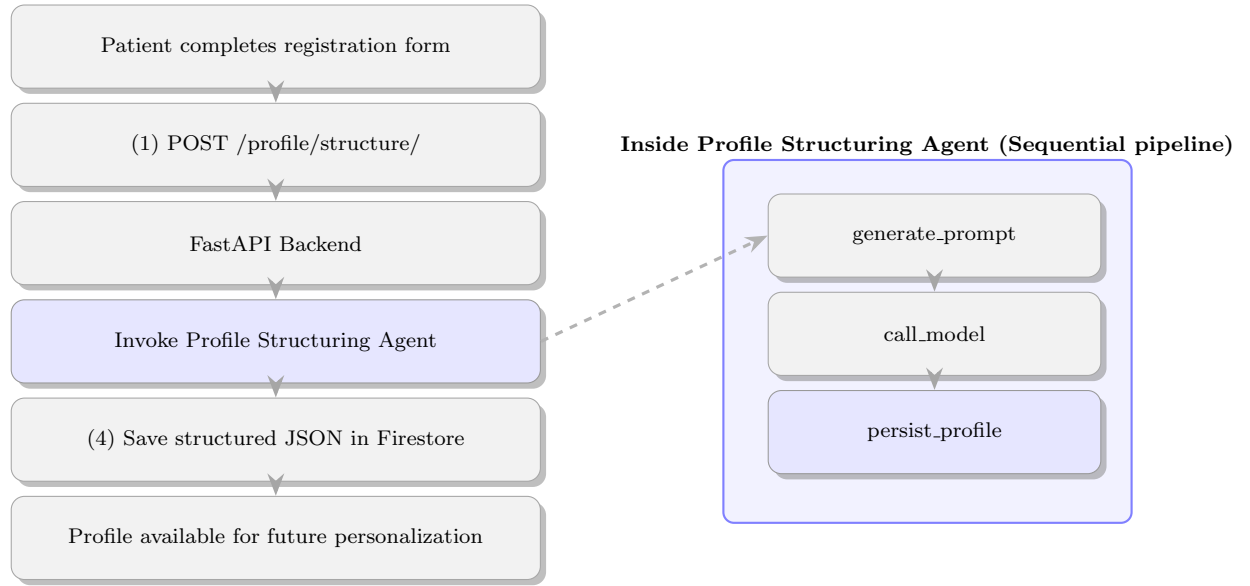 Patient completes registration form
(1) POST /profile/structure/
FastAPI Backend
Invoke Profile Structuring Agent
(4) Save structured JSON in Firestore
Profile available for future personalization
Inside Profile Structuring Agent (Sequential pipeline)
generate_prompt
call_model
persist_profile